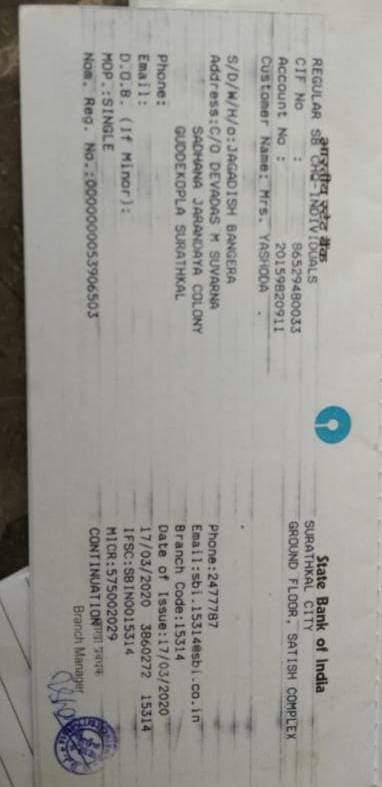 भारतीय स्टेट बैंक
REGULAR SB CHQ-INDIVIDUALS
CIF No : 86529480033
Account No : 20159820911
Customer Name: Mrs. YASHODA
S/D/W/H/o:JAGADISH BANGERA
Address:C/O DEVADAS M SUVARNA
SADHANA JARANDAYA COLONY
GUDDEKOPLA SURATHKAL
Phone:
Email:
D.O.B. (If Minor):
MOP.:SINGLE
Nom. Reg. No.:0000000053906503
State Bank of India
SURATHKAL CITY
GROUND FLOOR, SATISH COMPLEX
Phone:2477787
Email:sbi.15314@sbi.co.in
Branch Code:15314
Date of Issue:17/03/2020
17/03/2020 3860272 15314
IFSC:SBIN0015314
MICR:575002029
CONTINUATION
Branch Manager